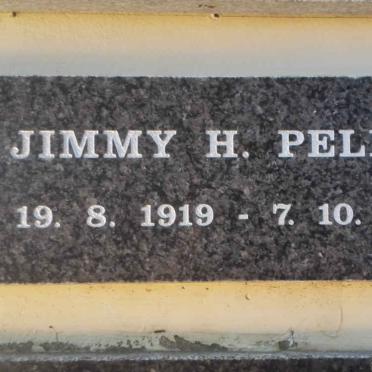 JIMMY H. PEL
19. 8. 1919 - 7. 10.